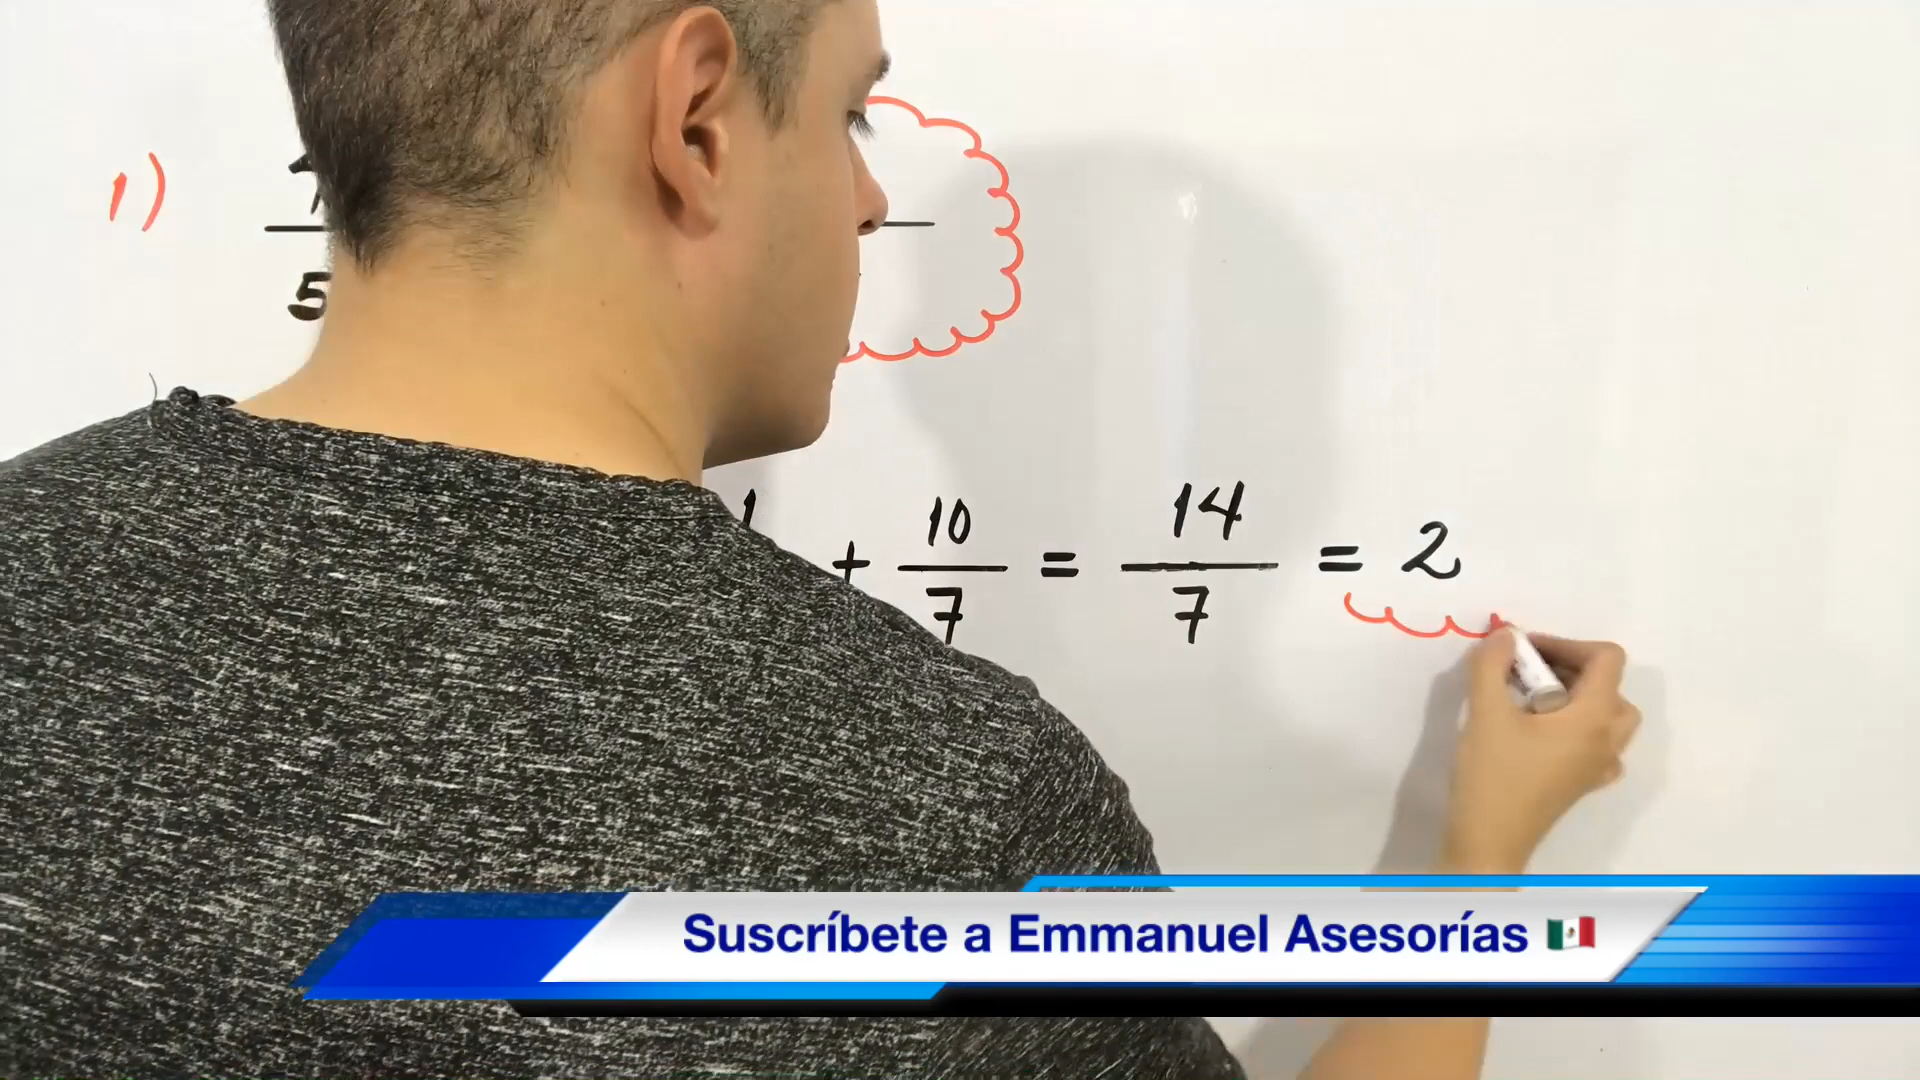 1)
5
+ 10/7 = 14/7 = 2
Suscríbete a Emmanuel Asesorías 🇲🇽